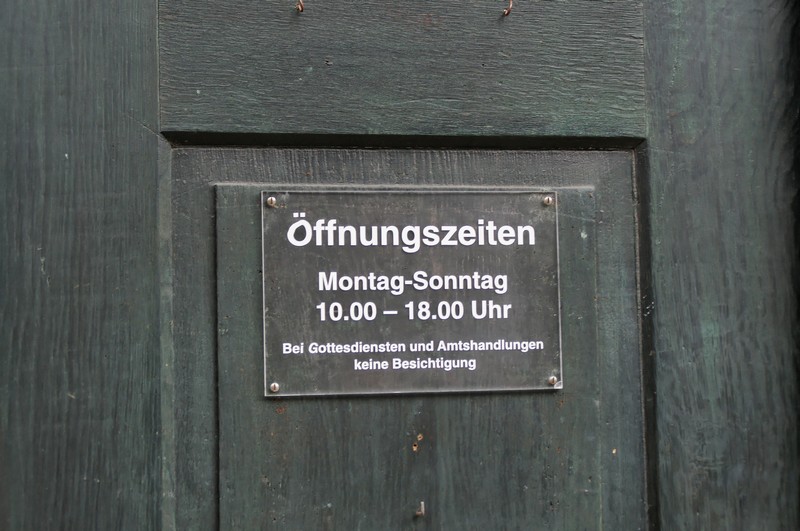 Öffnungszeiten
Montag-Sonntag
10.00 – 18.00 Uhr
Bei Gottesdiensten und Amtshandlungen
keine Besichtigung